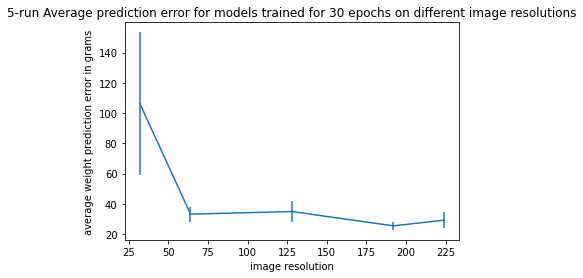 5-run Average prediction error for models trained for 30 epochs on different image resolutions
average weight prediction error in grams
140
120
100
80
60
40
20
25 50 75 100 125 150 175 200 225
image resolution